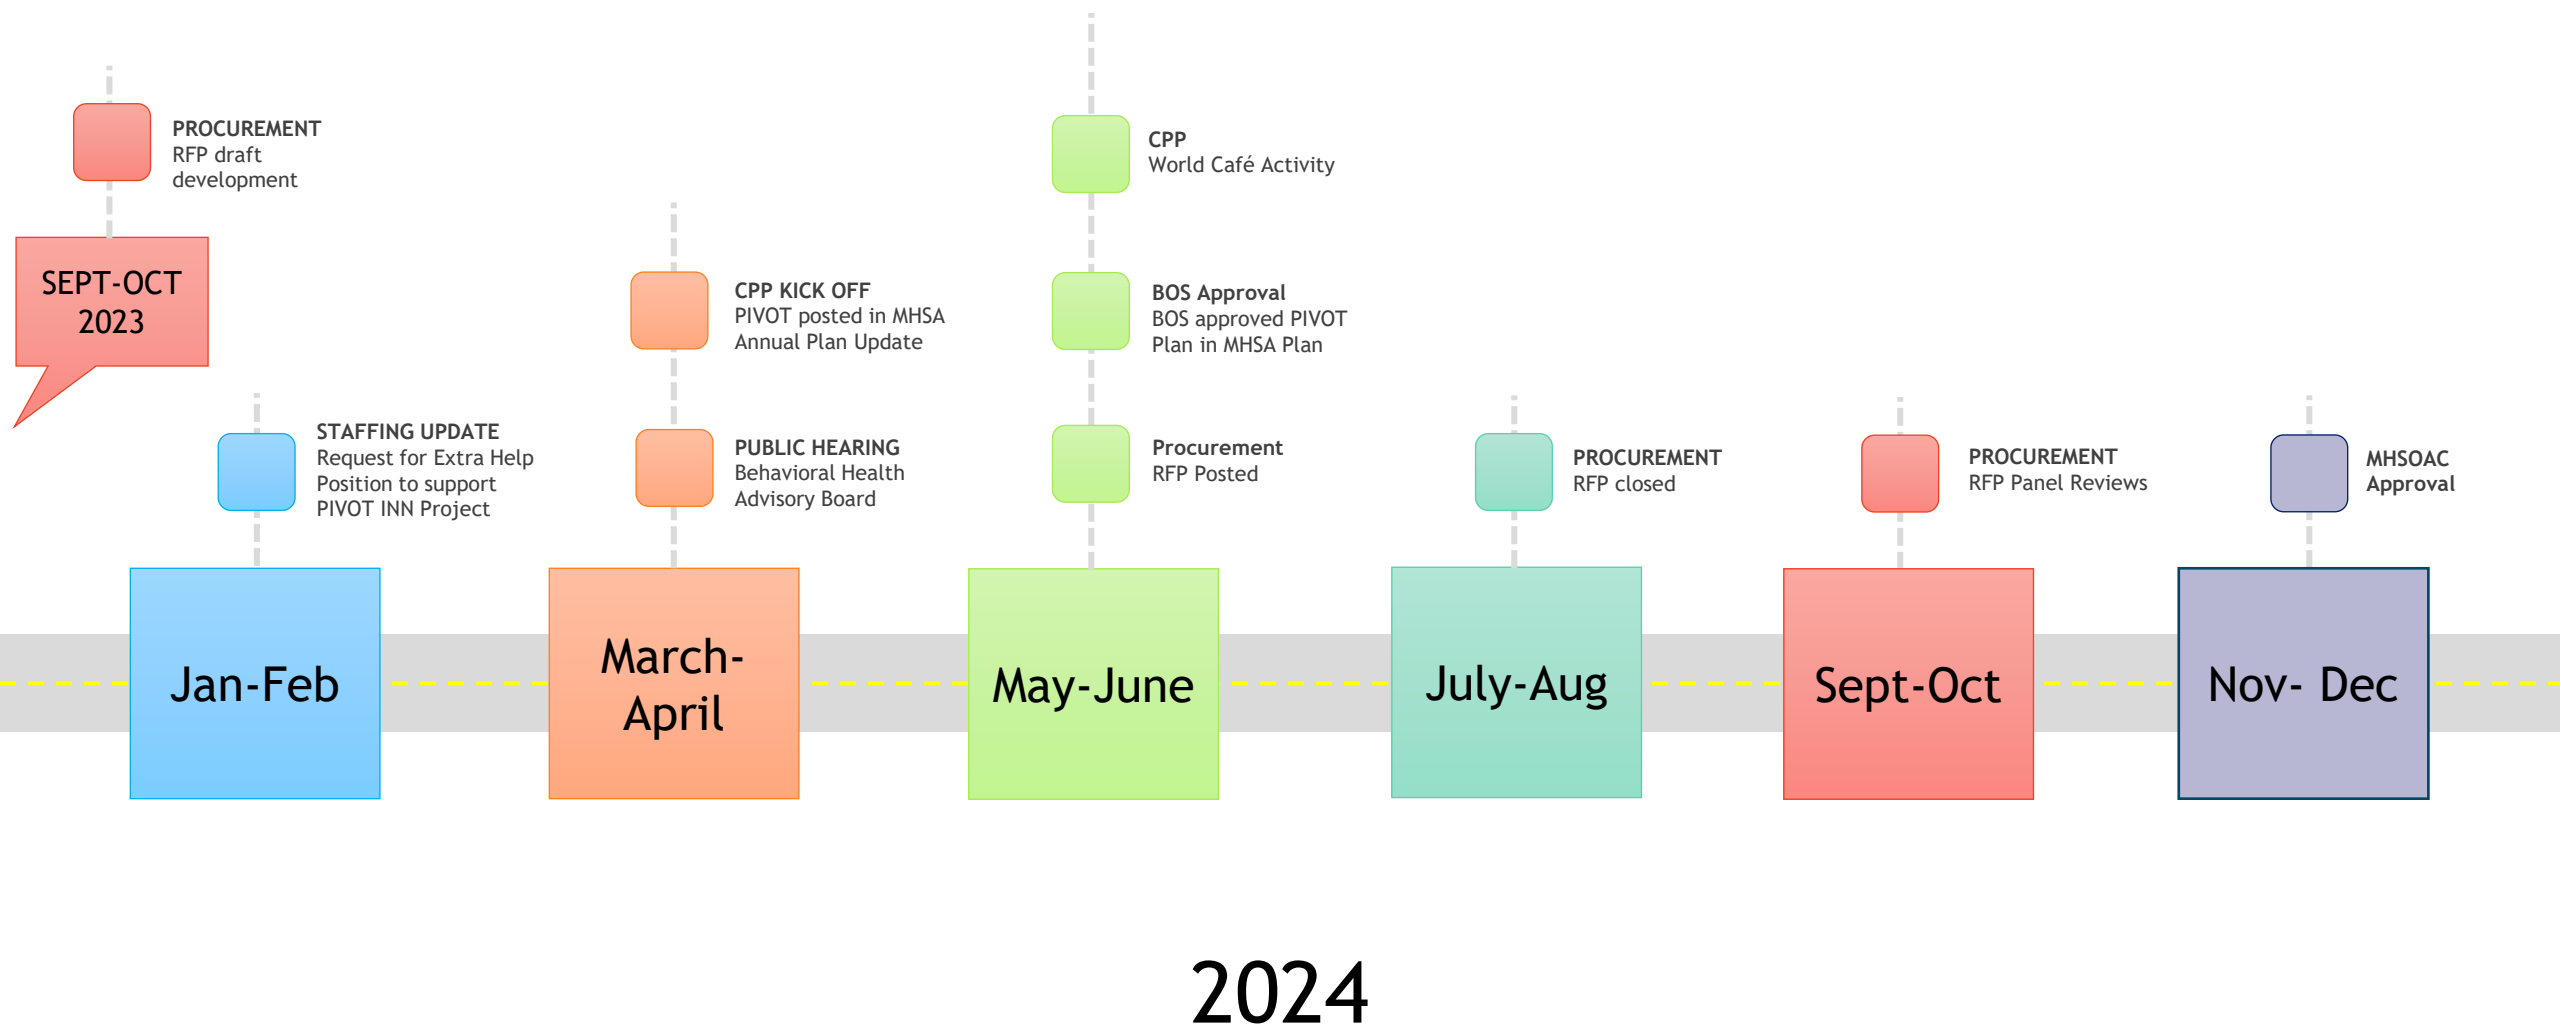 PROCUREMENT
RFP draft
development
SEPT-OCT
2023
STAFFING UPDATE
Request for Extra Help
Position to support
PIVOT INN Project
Jan-Feb
CPP KICK OFF
PIVOT posted in MHSA
Annual Plan Update
PUBLIC HEARING
Behavioral Health
Advisory Board
March-
April
CPP
World Café Activity
BOS Approval
BOS approved PIVOT
Plan in MHSA Plan
Procurement
RFP Posted
May-June
PROCUREMENT
RFP closed
July-Aug
PROCUREMENT
RFP Panel Reviews
Sept-Oct
MHSOAC
Approval
Nov- Dec
2024